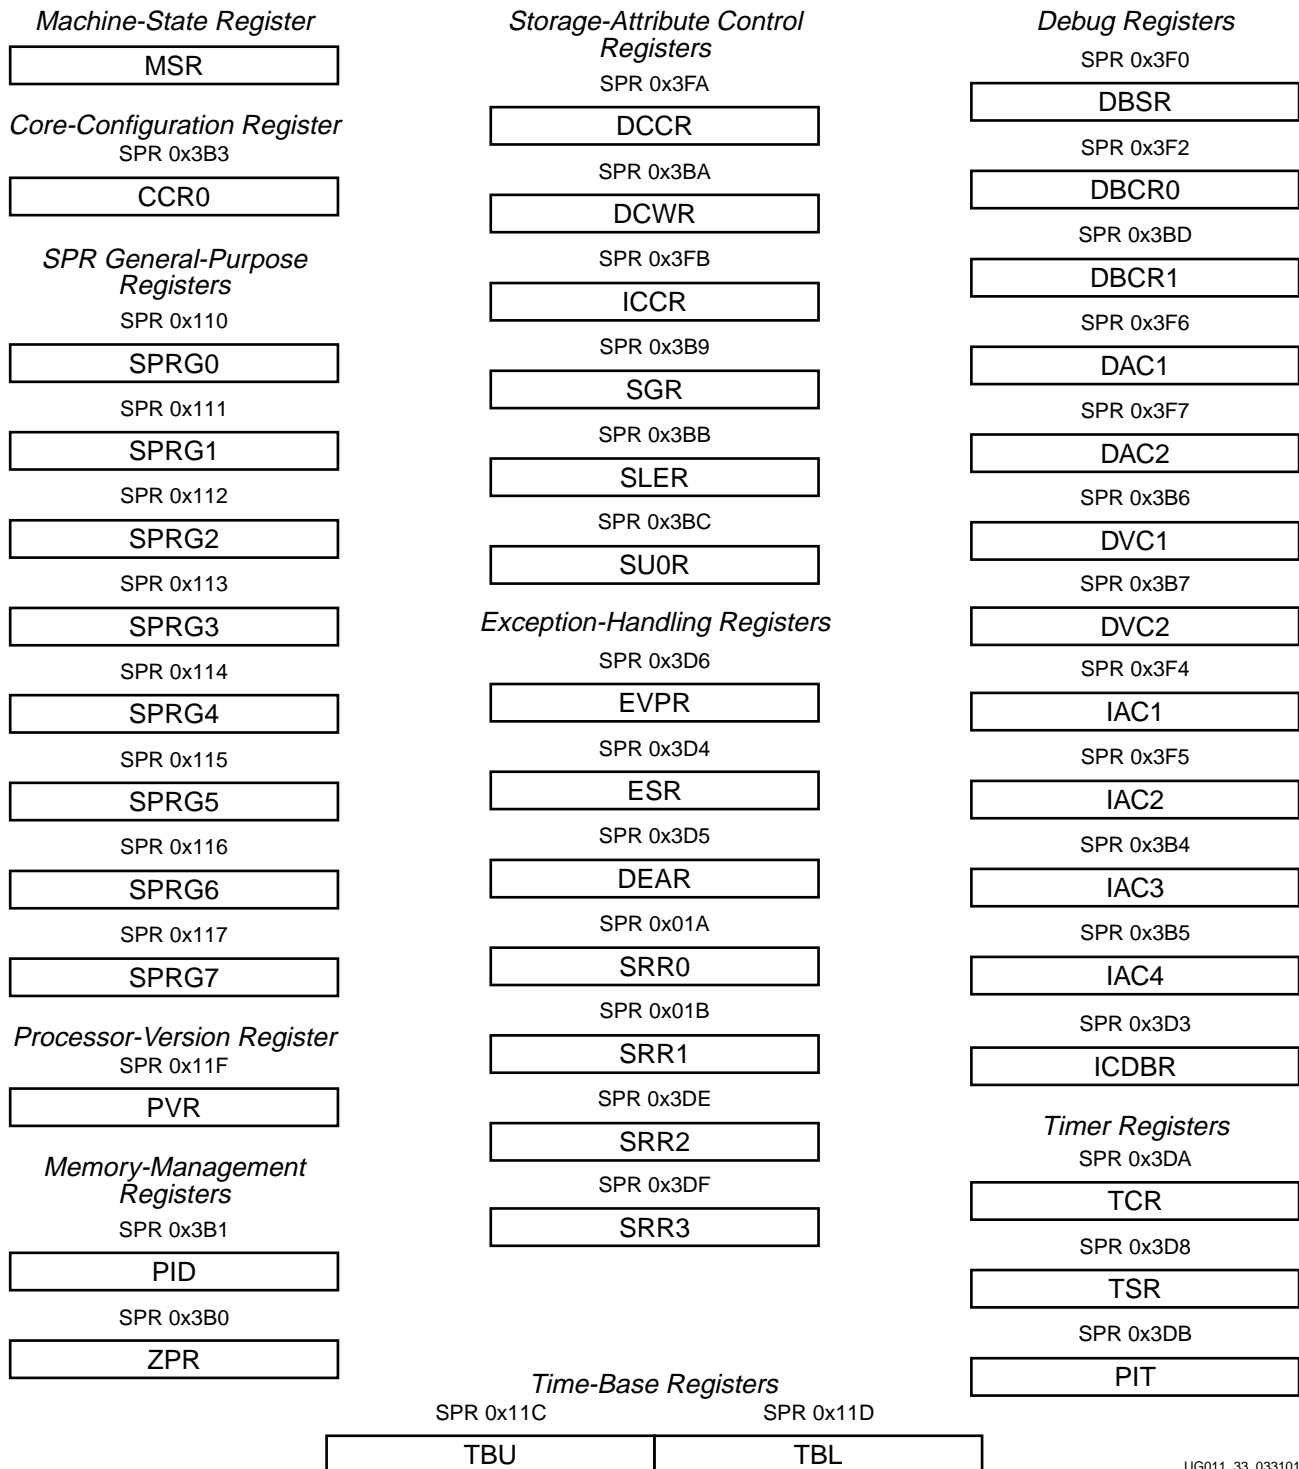 Machine-State Register
MSR
Core-Configuration Register
SPR 0x3B3
CCR0
SPR General-Purpose
Registers
SPR 0x110
SPRG0
SPR 0x111
SPRG1
SPR 0x112
SPRG2
SPR 0x113
SPRG3
SPR 0x114
SPRG4
SPR 0x115
SPRG5
SPR 0x116
SPRG6
SPR 0x117
SPRG7
Processor-Version Register
SPR 0x11F
PVR
Memory-Management
Registers
SPR 0x3B1
PID
SPR 0x3B0
ZPR
Storage-Attribute Control
Registers
SPR 0x3FA
DCCR
SPR 0x3BA
DCWR
SPR 0x3FB
ICCR
SPR 0x3B9
SGR
SPR 0x3BB
SLER
SPR 0x3BC
SU0R
Exception-Handling Registers
SPR 0x3D6
EVPR
SPR 0x3D4
ESR
SPR 0x3D5
DEAR
SPR 0x01A
SRR0
SPR 0x01B
SRR1
SPR 0x3DE
SRR2
SPR 0x3DF
SRR3
Debug Registers
SPR 0x3F0
DBSR
SPR 0x3F2
DBCR0
SPR 0x3BD
DBCR1
SPR 0x3F6
DAC1
SPR 0x3F7
DAC2
SPR 0x3B6
DVC1
SPR 0x3B7
DVC2
SPR 0x3F4
IAC1
SPR 0x3F5
IAC2
SPR 0x3B4
IAC3
SPR 0x3B5
IAC4
SPR 0x3D3
ICDBR
Timer Registers
SPR 0x3DA
TCR
SPR 0x3D8
TSR
SPR 0x3DB
PIT
Time-Base Registers
SPR 0x11C SPR 0x11D
TBU TBL
UG011_33_033101